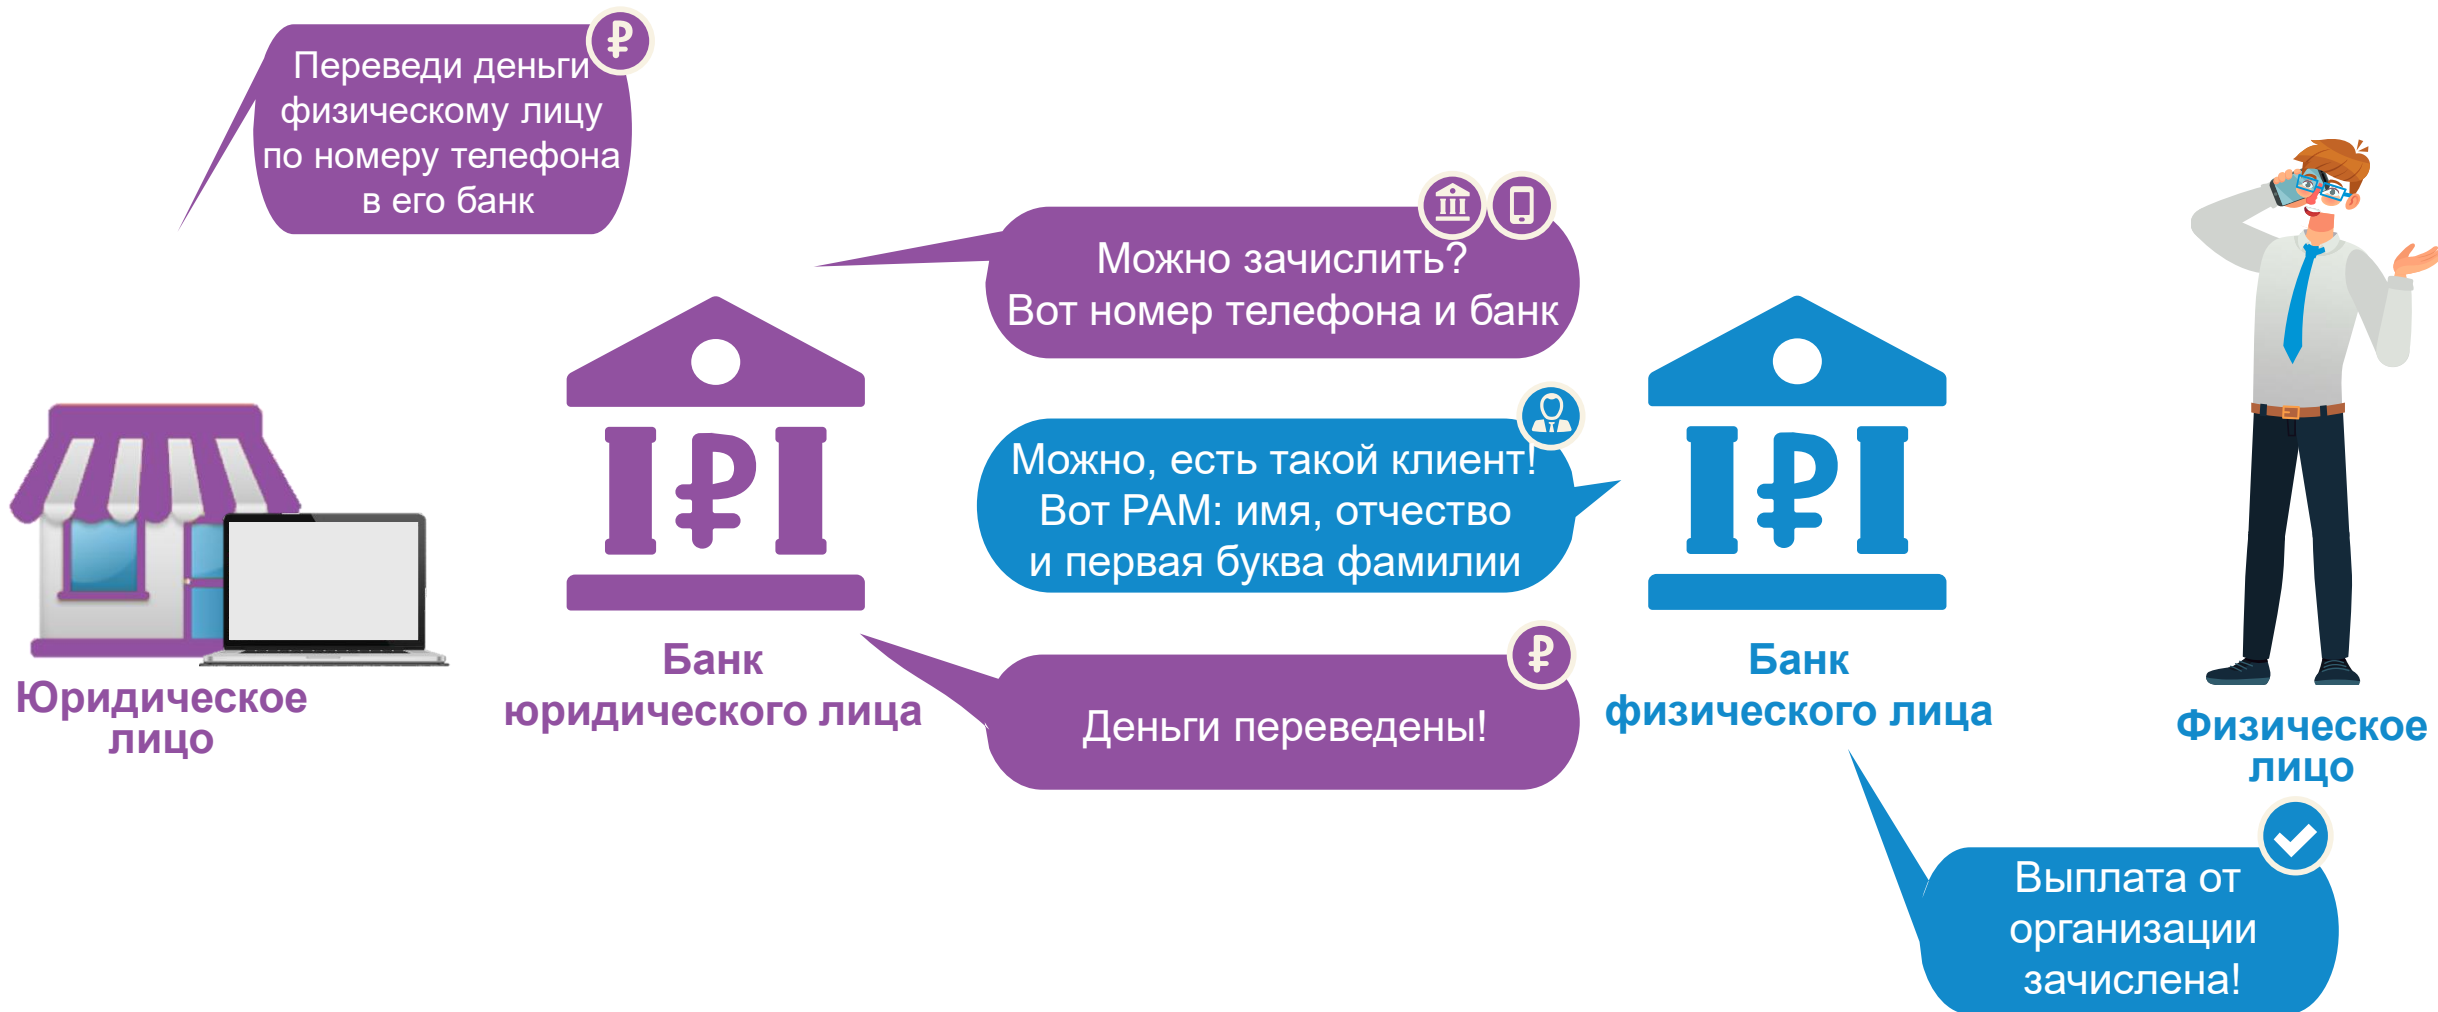 Переведи деньги
физическому лицу
по номеру телефона
в его банк
Можно зачислить?
Вот номер телефона и банк
Можно, есть такой клиент!
Вот PAM: имя, отчество
и первая буква фамилии
Деньги переведены!
Юридическое
лицо
Банк
юридического лица
Банк
физического лица
Физическое
лицо
Выплата от
организации
зачислена!